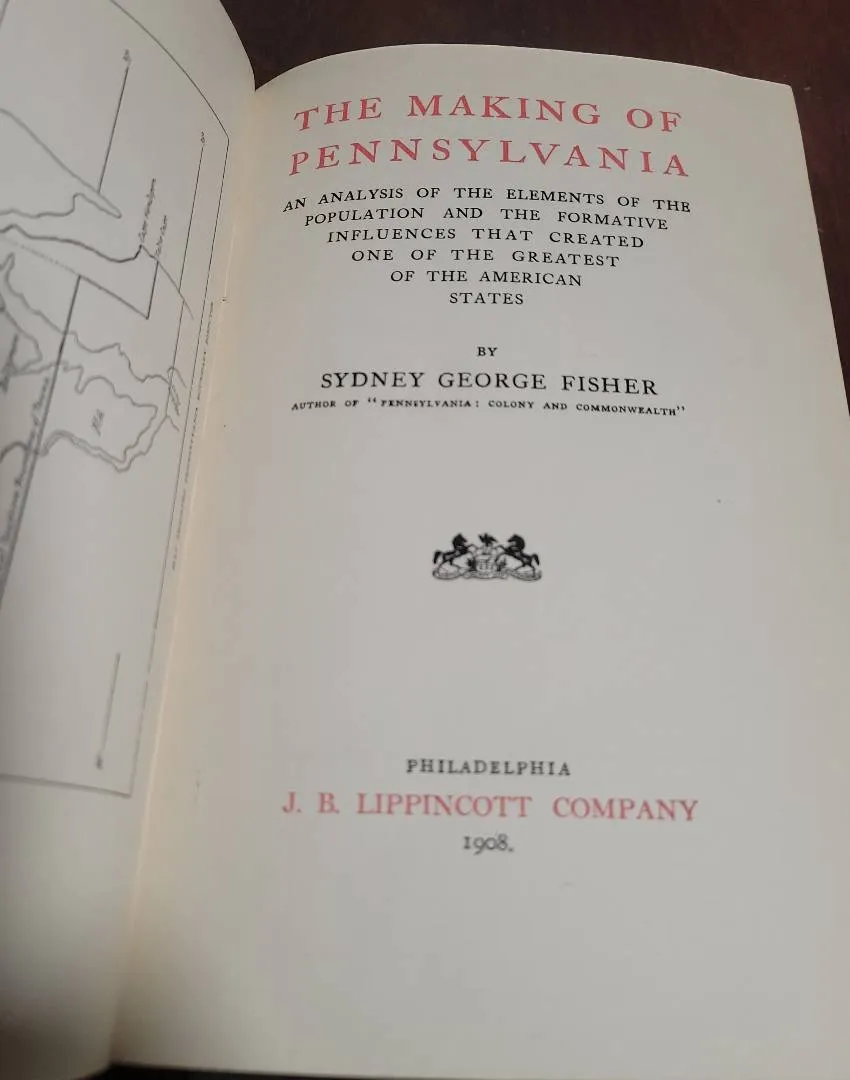 THE MAKING OF
PENNSYLVANIA
AN ANALYSIS OF THE ELEMENTS OF THE
POPULATION AND THE FORMATIVE
INFLUENCES THAT CREATED
ONE OF THE GREATEST
OF THE AMERICAN
STATES
BY
SYDNEY GEORGE FISHER
AUTHOR OF "PENNSYLVANIA: COLONY AND COMMONWEALTH"
PHILADELPHIA
J. B. LIPPINCOTT COMPANY
1908.